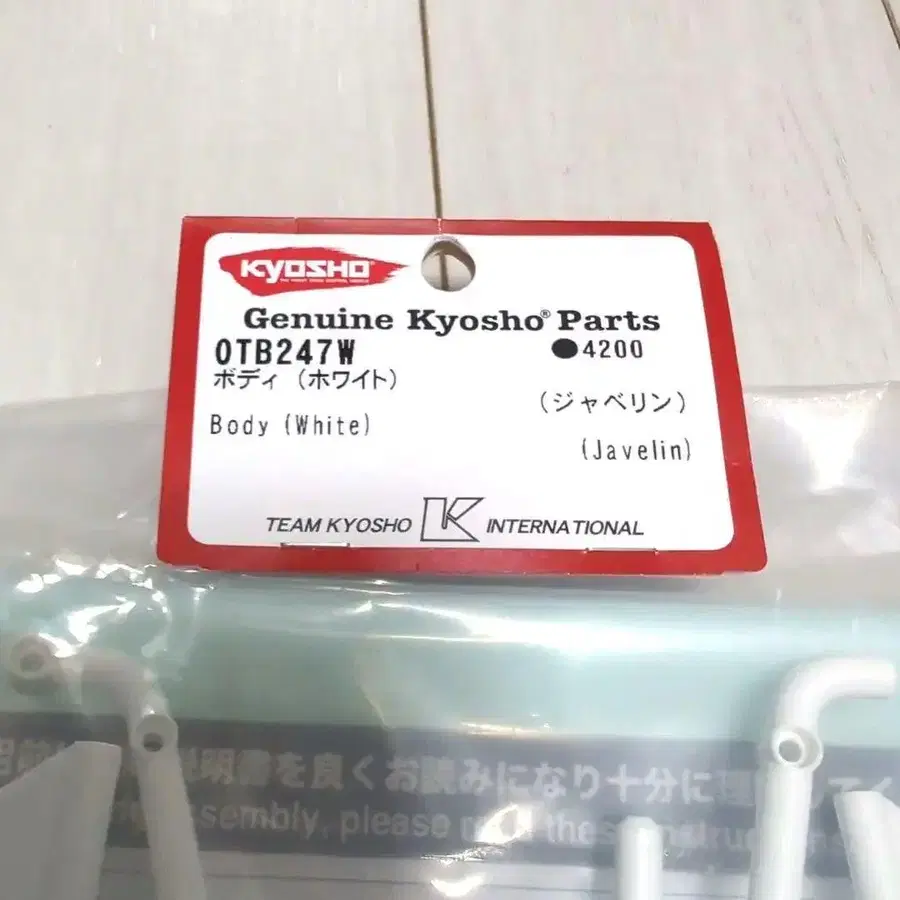 KYOSHO
Genuine Kyosho® Parts
OTB247W ●4200
ボディ（ホワイト）
（ジャベリン）
Body (White)
(Javelin)
TEAM KYOSHO K INTERNATIONAL
説明書を良くお読みになり十分に
assembly, please